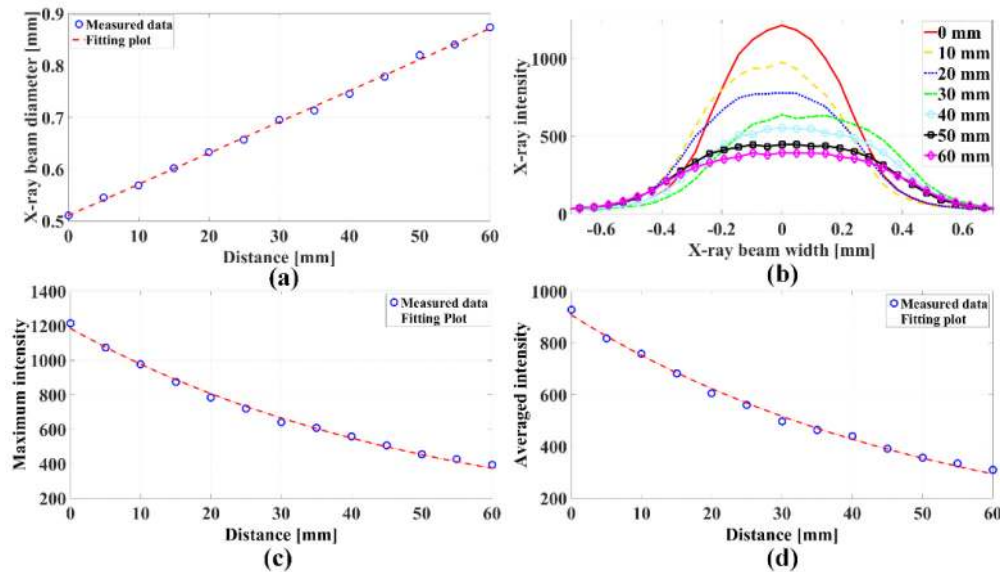 0.9
0.8
0.7
0.6
0.5
X-ray beam diameter [mm]
Measured data
Fitting plot
0 10 20 30 40 50 60
Distance [mm]
(a)
1000
500
0
X-ray intensity
0 mm
10 mm
20 mm
30 mm
40 mm
50 mm
60 mm
-0.6 -0.4 -0.2 0 0.2 0.4 0.6
X-ray beam width [mm]
(b)
1400
1200
1000
800
600
400
200
Maximum intensity
Measured data
Fitting Plot
0 10 20 30 40 50 60
Distance [mm]
(c)
1000
800
600
400
200
Averaged intensity
Measured data
Fitting plot
0 10 20 30 40 50 60
Distance [mm]
(d)